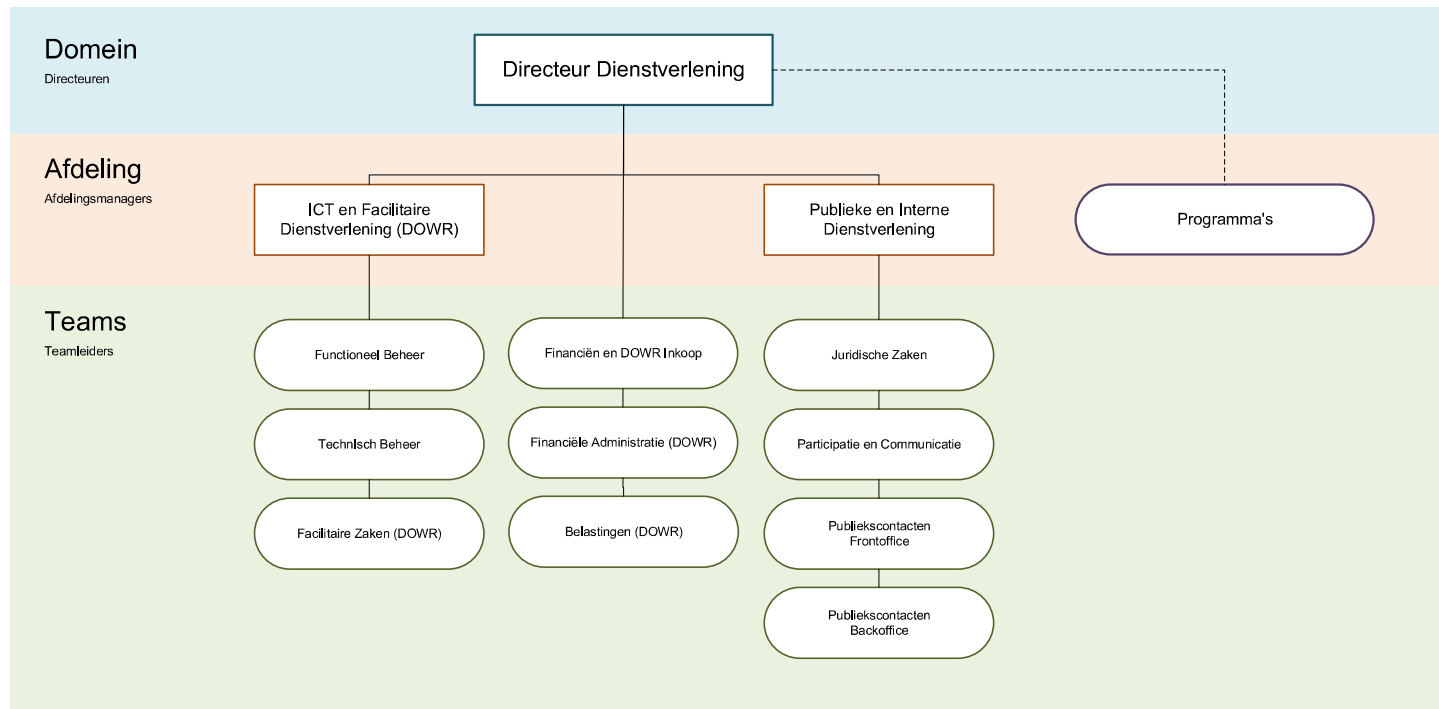 Domein
Directeuren
Directeur Dienstverlening
Afdeling
Afdelingsmanagers
ICT en Facilitaire
Dienstverlening (DOWR)
Publieke en Interne
Dienstverlening
Programma's
Teams
Teamleiders
Functioneel Beheer
Financiën en DOWR Inkoop
Juridische Zaken
Technisch Beheer
Financiële Administratie (DOWR)
Participatie en Communicatie
Facilitaire Zaken (DOWR)
Belastingen (DOWR)
Publiekscontacten
Frontoffice
Publiekscontacten
Backoffice